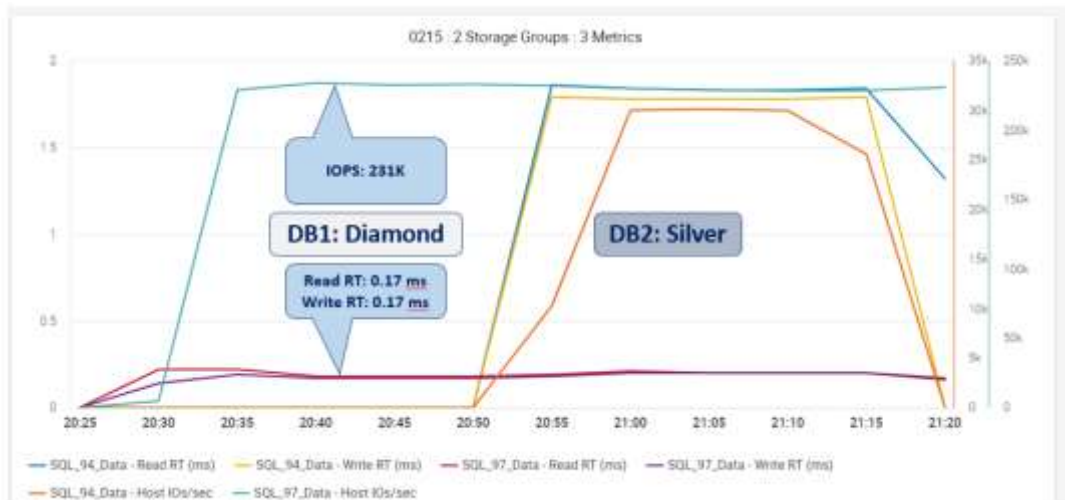 0215 : 2 Storage Groups : 3 Metrics
2
1.5
1
0.5
0
35k
30k
25k
20k
15k
10k
5k
0
250k
200k
150k
100k
50k
0
IOPS: 231K
DB1: Diamond
DB2: Silver
Read RT: 0.17 ms
Write RT: 0.17 ms
20:25 20:30 20:35 20:40 20:45 20:50 20:55 21:00 21:05 21:10 21:15 21:20
SQL_94_Data - Read RT (ms) SQL_94_Data - Write RT (ms) SQL_97_Data - Read RT (ms) SQL_97_Data - Write RT (ms)
SQL_94_Data - Host IOs/sec SQL_97_Data - Host IOs/sec